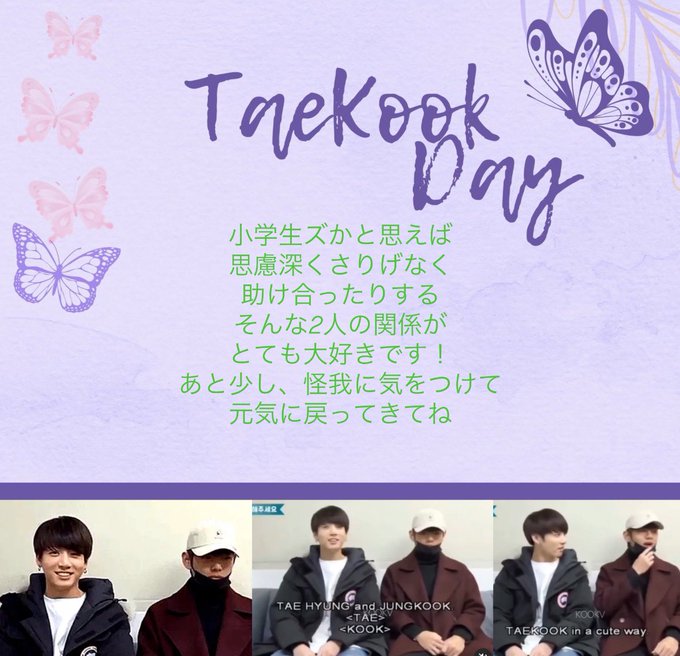 TaeKook
Day
小学生ズかと思えば
思慮深くさりげなく
助け合ったりする
そんな2人の関係が
とても大好きです！
あと少し、怪我に気をつけて
元気に戻ってきてね
해주세요
TAE HYUNG and JUNGKOOK
<TAE>
<KOOK>
KOOKV
TAEKOOK in a cute way